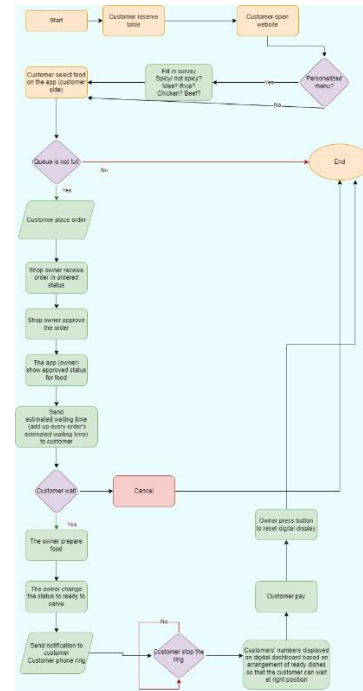 Start
Customer reserve
table
Customer open
website
Customer select food
on the app (customer
side)
Fill in survey
Spicy/ not spicy?
Mee? Rice?
Chicken? Beef?
Yes
Personalized
menu?
No
Queue is not full
No
End
Yes
Customer place order
Shop owner receive
order in ordered
status
Shop owner approve
the order
The app (owner)
show approved status
for food
Send
estimated waiting time
(add up every order's
estimated waiting time) to
customer
Customer wait
Cancel
Yes
The owner prepare
food
The owner change
the status to ready to
serve
Send notification to
customer
Customer phone ring
No
Customer stop the
ring
Customers' numbers displayed
on digital dashboard based on
arrangement of ready dishes
so that the customer can wait
at right position
Customer pay
Owner press button
to reset digital display